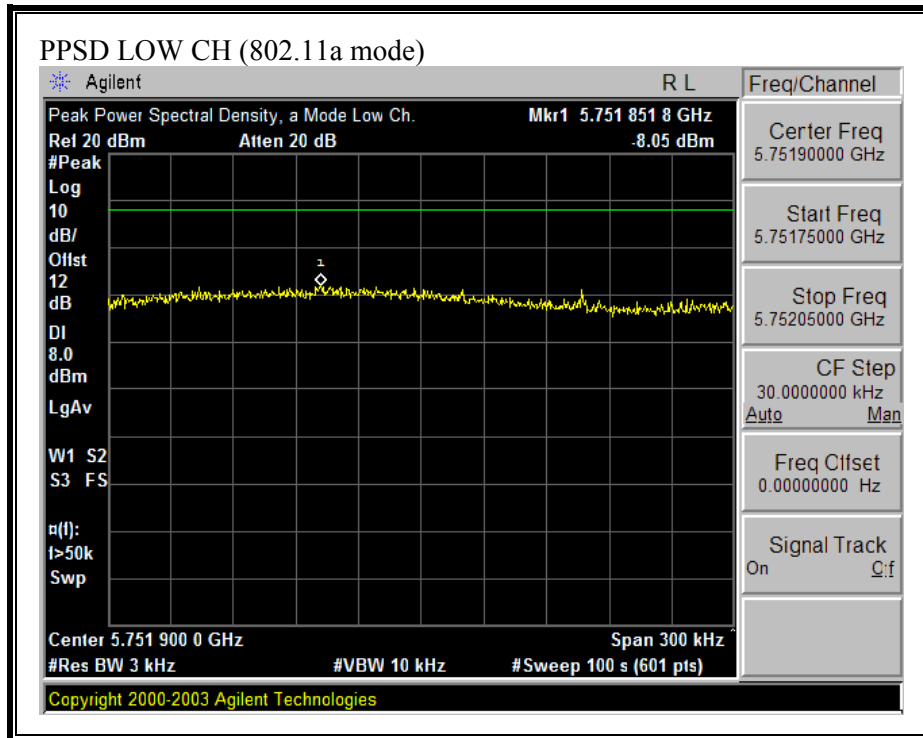 PPSD LOW CH (802.11a mode)
Agilent R L
Peak Power Spectral Density, a Mode Low Ch. Mkr1 5.751 851 8 GHz
Ref 20 dBm Atten 20 dB -8.05 dBm
#Peak
Log
10
dB/
Offst
12
dB
DI
8.0
dBm
LgAv
W1 S2
S3 FS
¤(f):
f>50k
Swp
1
Center 5.751 900 0 GHz Span 300 kHz ^
#Res BW 3 kHz #VBW 10 kHz #Sweep 100 s (601 pts)
Copyright 2000-2003 Agilent Technologies
Freq/Channel
Center Freq
5.75190000 GHz
Start Freq
5.75175000 GHz
Stop Freq
5.75205000 GHz
CF Step
30.0000000 kHz
Auto Man
Freq Offset
0.00000000 Hz
Signal Track
On Off